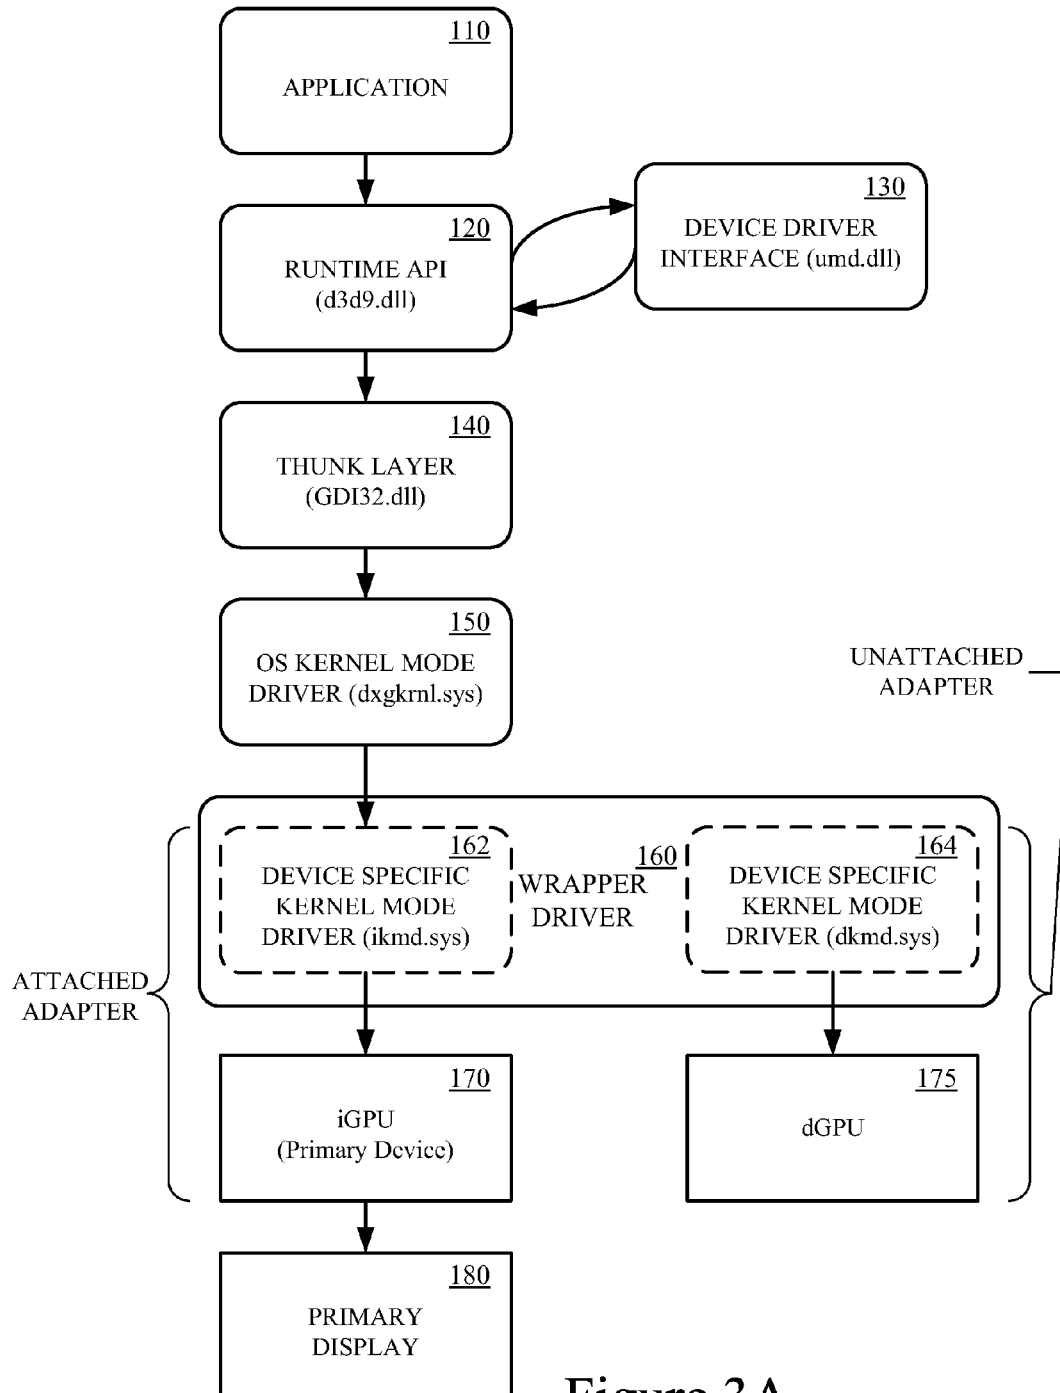 110
APPLICATION
120
RUNTIME API
(d3d9.dll)
130
DEVICE DRIVER
INTERFACE (umd.dll)
140
THUNK LAYER
(GDI32.dll)
150
OS KERNEL MODE
DRIVER (dxgkrnl.sys)
UNATTACHED
ADAPTER
162
DEVICE SPECIFIC
KERNEL MODE
DRIVER (ikmd.sys)
160
WRAPPER
DRIVER
164
DEVICE SPECIFIC
KERNEL MODE
DRIVER (dkmd.sys)
ATTACHED
ADAPTER
170
iGPU
(Primary Device)
175
dGPU
180
PRIMARY
DISPLAY
Figure 3A